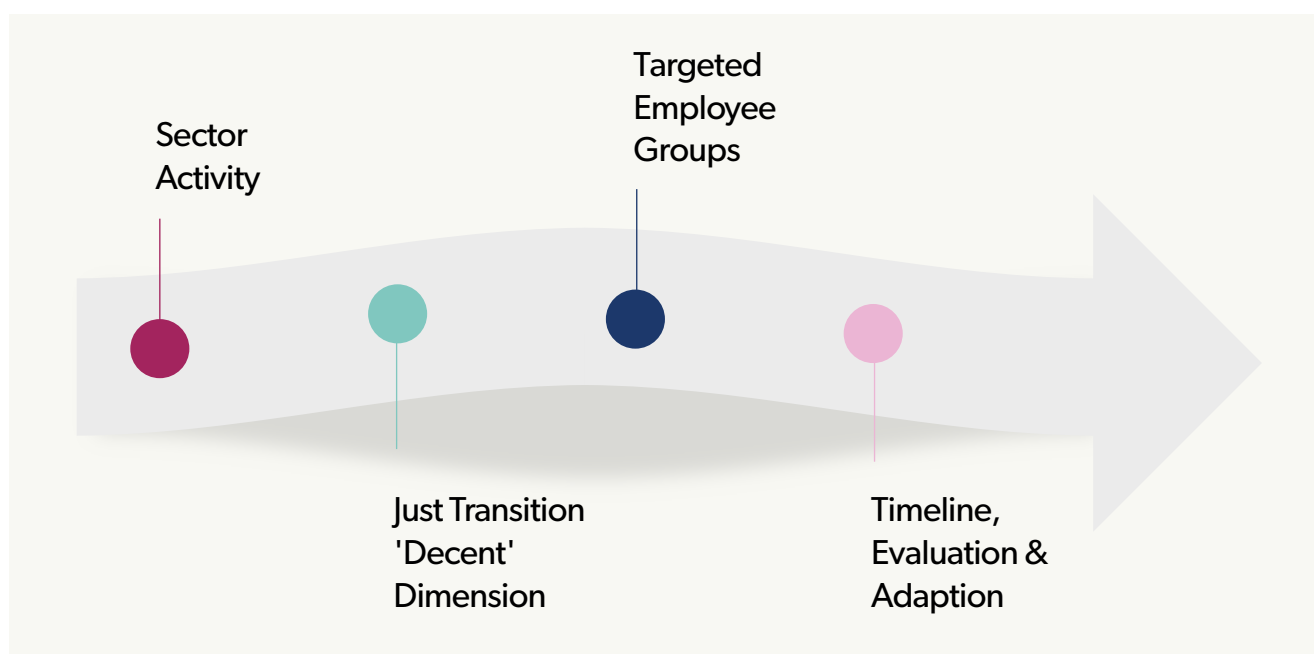 Sector
Activity
Just Transition
'Decent'
Dimension
Targeted
Employee
Groups
Timeline,
Evaluation &
Adaption